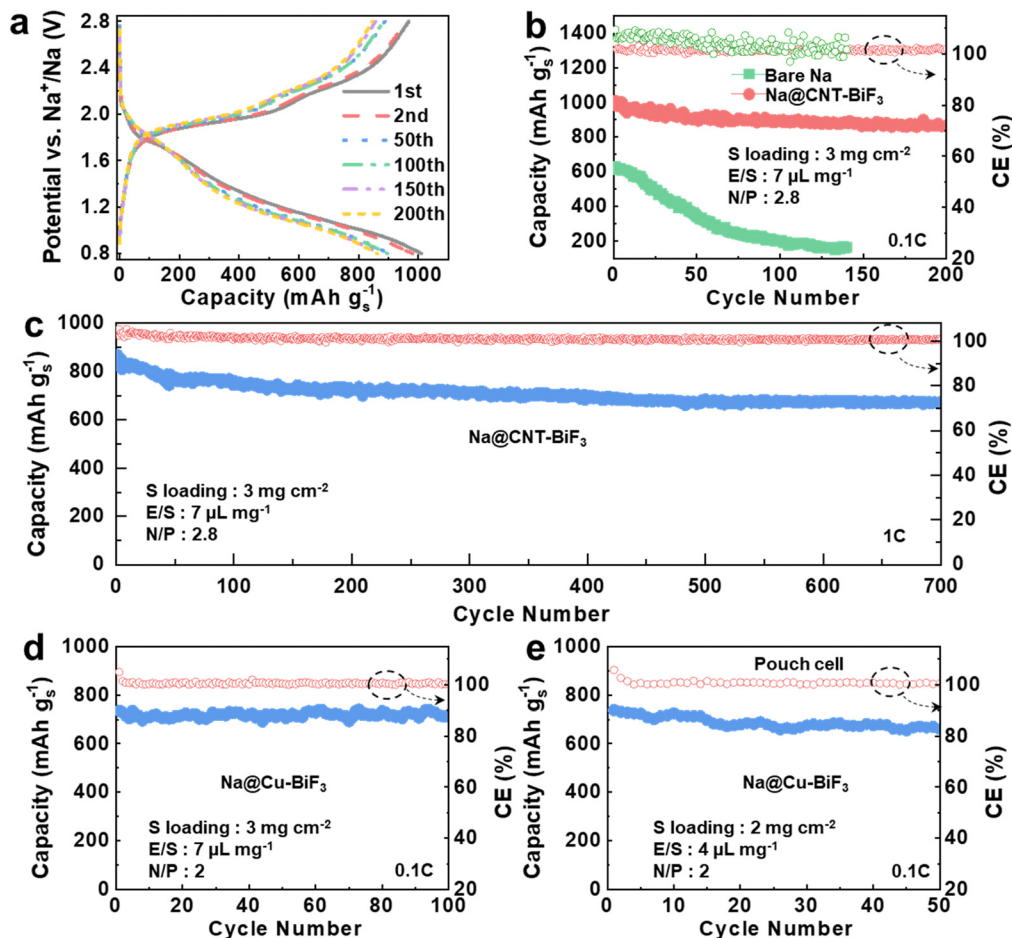 a
Potential vs. Na⁺/Na (V)
2.8
2.4
2.0
1.6
1.2
0.8
1st
2nd
50th
100th
150th
200th
0 200 400 600 800 1000
Capacity (mAh gₛ⁻¹)
b
Capacity (mAh gₛ⁻¹)
1400
1200
1000
800
600
400
200
Bare Na
Na@CNT-BiF₃
S loading : 3 mg cm⁻²
E/S : 7 µL mg⁻¹
N/P : 2.8
0.1C
100
80
60
40
20
CE (%)
0 50 100 150 200
Cycle Number
c
Capacity (mAh gₛ⁻¹)
1000
800
600
400
200
0
Na@CNT-BiF₃
S loading : 3 mg cm⁻²
E/S : 7 µL mg⁻¹
N/P : 2.8
1C
100
80
60
40
20
0
CE (%)
0 100 200 300 400 500 600 700
Cycle Number
d
Capacity (mAh gₛ⁻¹)
1000
800
600
400
200
0
Na@Cu-BiF₃
S loading : 3 mg cm⁻²
E/S : 7 µL mg⁻¹
N/P : 2
0.1C
100
80
60
40
20
CE (%)
0 20 40 60 80 100
Cycle Number
e
Capacity (mAh gₛ⁻¹)
1000
800
600
400
200
0
Pouch cell
Na@Cu-BiF₃
S loading : 2 mg cm⁻²
E/S : 4 µL mg⁻¹
N/P : 2
0.1C
100
80
60
40
20
CE (%)
0 10 20 30 40 50
Cycle Number